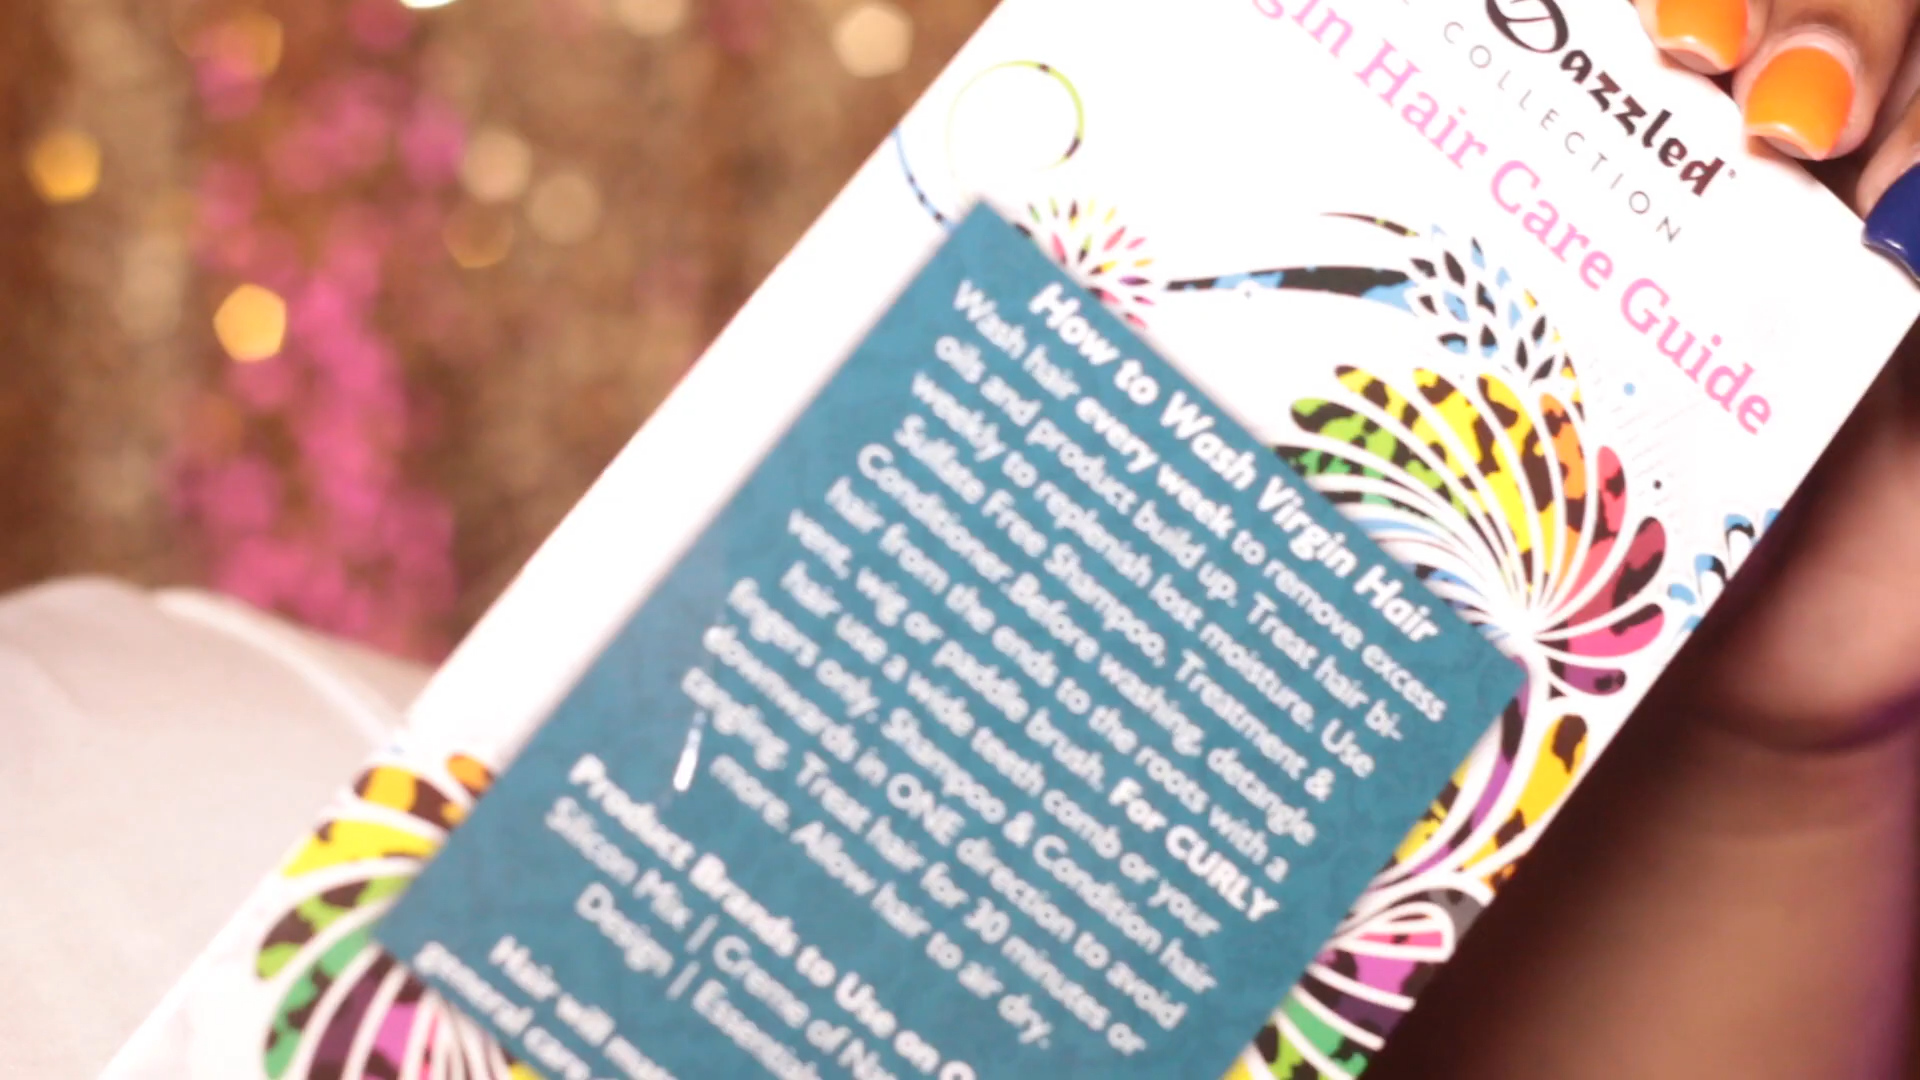 Dazzled
COLLECTION
Hair Care Guide
How to Wash Virgin Hair
Wash hair every week to remove excess
oils and product build up. Treat hair bi-
weekly to replenish lost moisture. Use
Sulfate Free Shampoo, Treatment &
Conditioner. Before washing, detangle
hair from the ends to the roots with a
vent, wig or paddle brush. For CURLY
hair use a wide teeth comb or your
fingers only. Shampoo & Condition hair
downwards in ONE direction to avoid
tangling. Treat hair for 30 minutes or
more. Allow hair to air dry.
Product Brands to Use on
Silicon Mix | Creme of
Design |
Hair will
general care